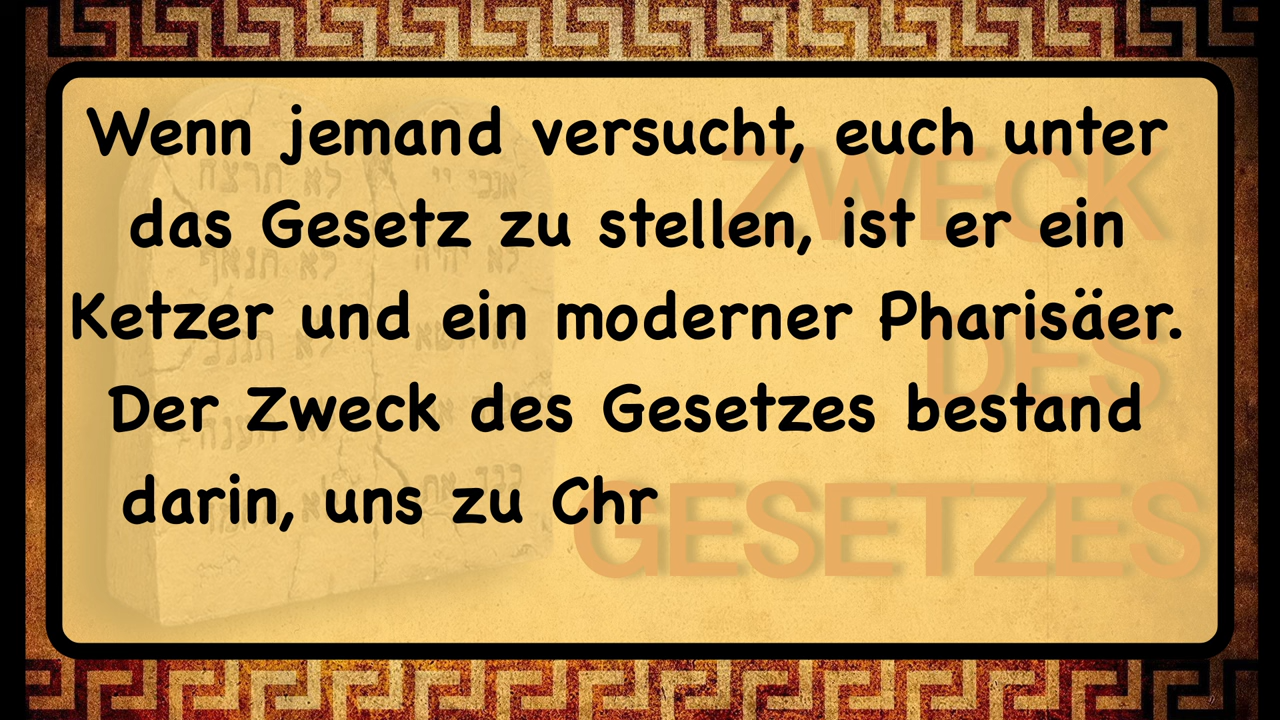 Wenn jemand versucht, euch unter
das Gesetz zu stellen, ist er ein
Ketzer und ein moderner Pharisäer.
Der Zweck des Gesetzes bestand
darin, uns zu Chr
ZWECK
DES
GESETZES